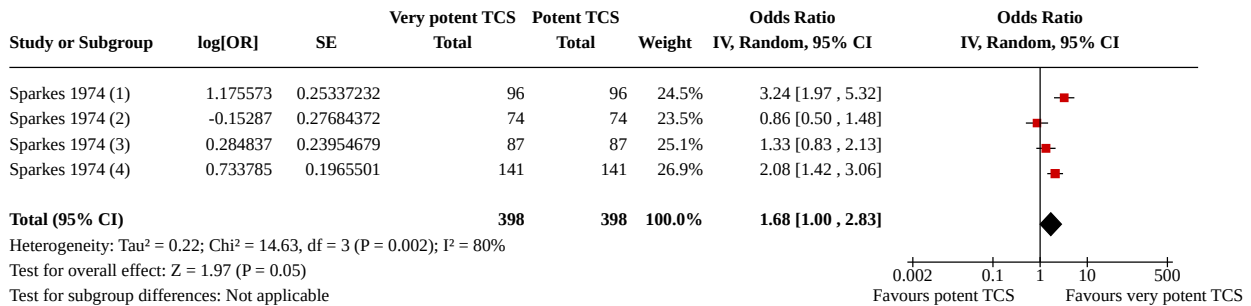 Very potent TCS Potent TCS Odds Ratio Odds Ratio
Study or Subgroup log[OR] SE Total Total Weight IV, Random, 95% CI IV, Random, 95% CI
Sparkes 1974 (1) 1.175573 0.25337232 96 96 24.5% 3.24 [1.97 , 5.32]
Sparkes 1974 (2) -0.15287 0.27684372 74 74 23.5% 0.86 [0.50 , 1.48]
Sparkes 1974 (3) 0.284837 0.23954679 87 87 25.1% 1.33 [0.83 , 2.13]
Sparkes 1974 (4) 0.733785 0.1965501 141 141 26.9% 2.08 [1.42 , 3.06]
Total (95% CI) 398 398 100.0% 1.68 [1.00 , 2.83]
Heterogeneity: Tau² = 0.22; Chi² = 14.63, df = 3 (P = 0.002); I² = 80%
Test for overall effect: Z = 1.97 (P = 0.05) 0.002 0.1 1 10 500
Test for subgroup differences: Not applicable Favours potent TCS Favours very potent TCS